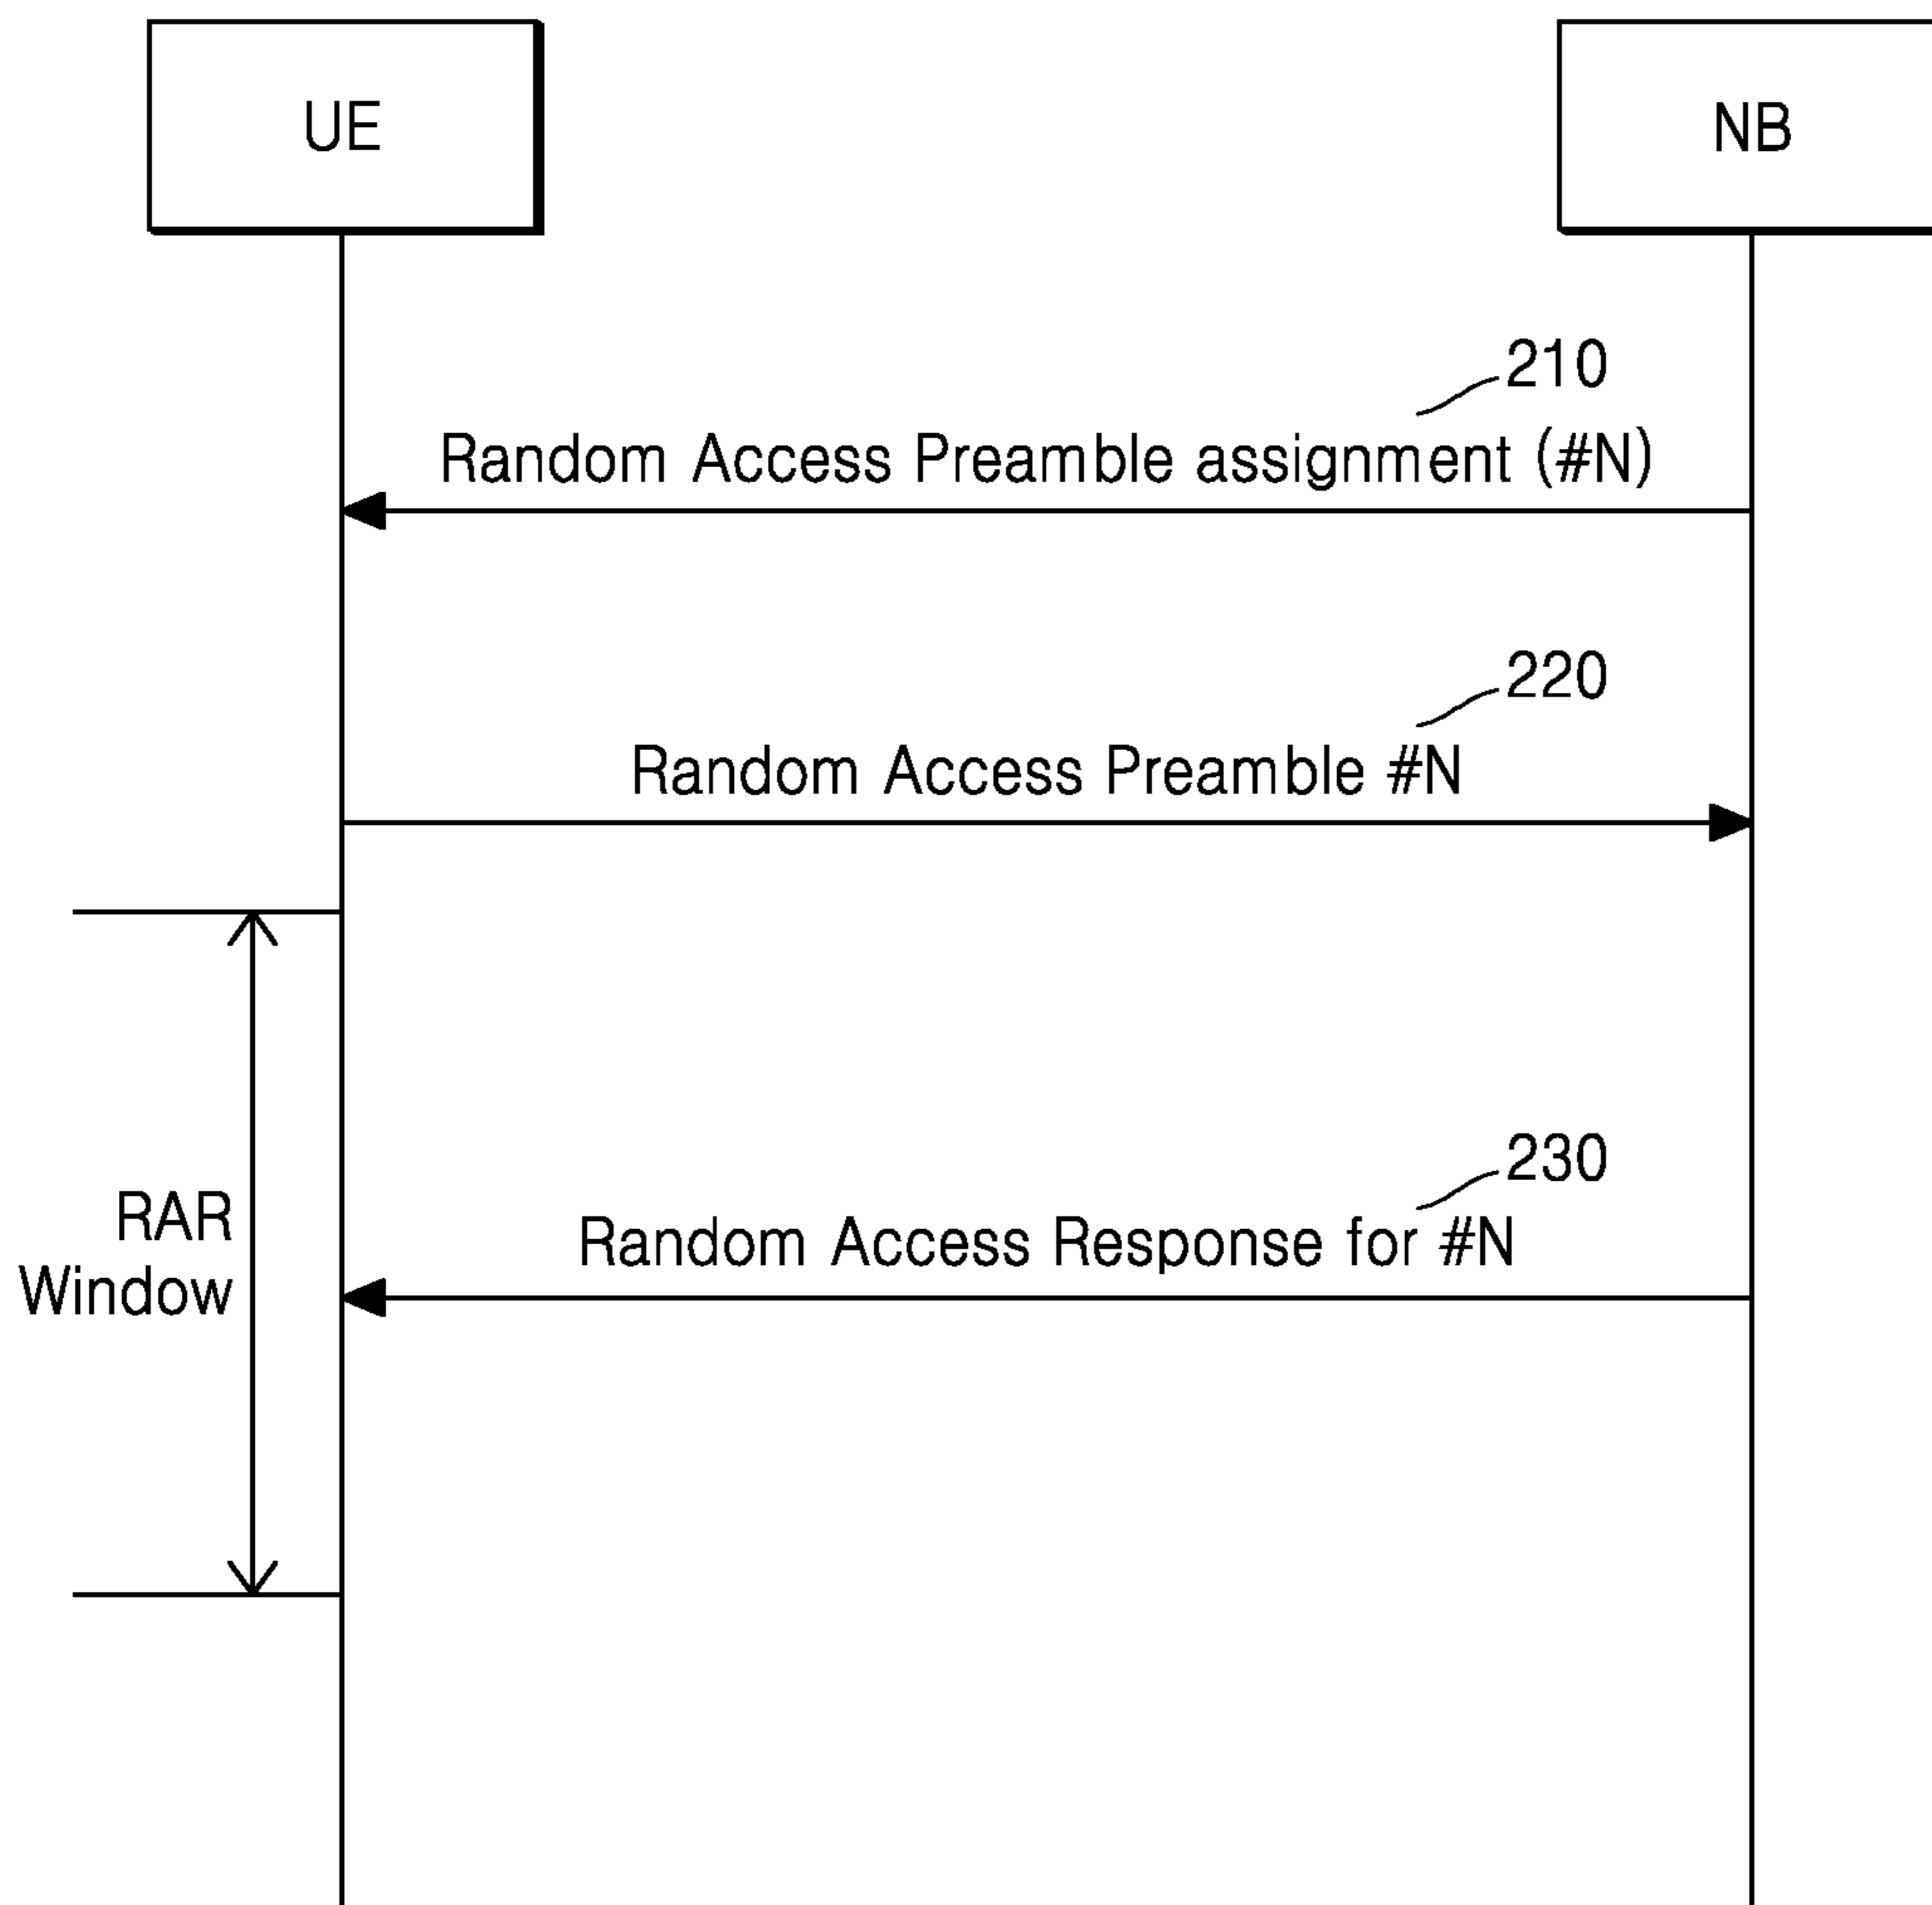 UE
NB
210
Random Access Preamble assignment (#N)
220
Random Access Preamble #N
230
Random Access Response for #N
RAR
Window